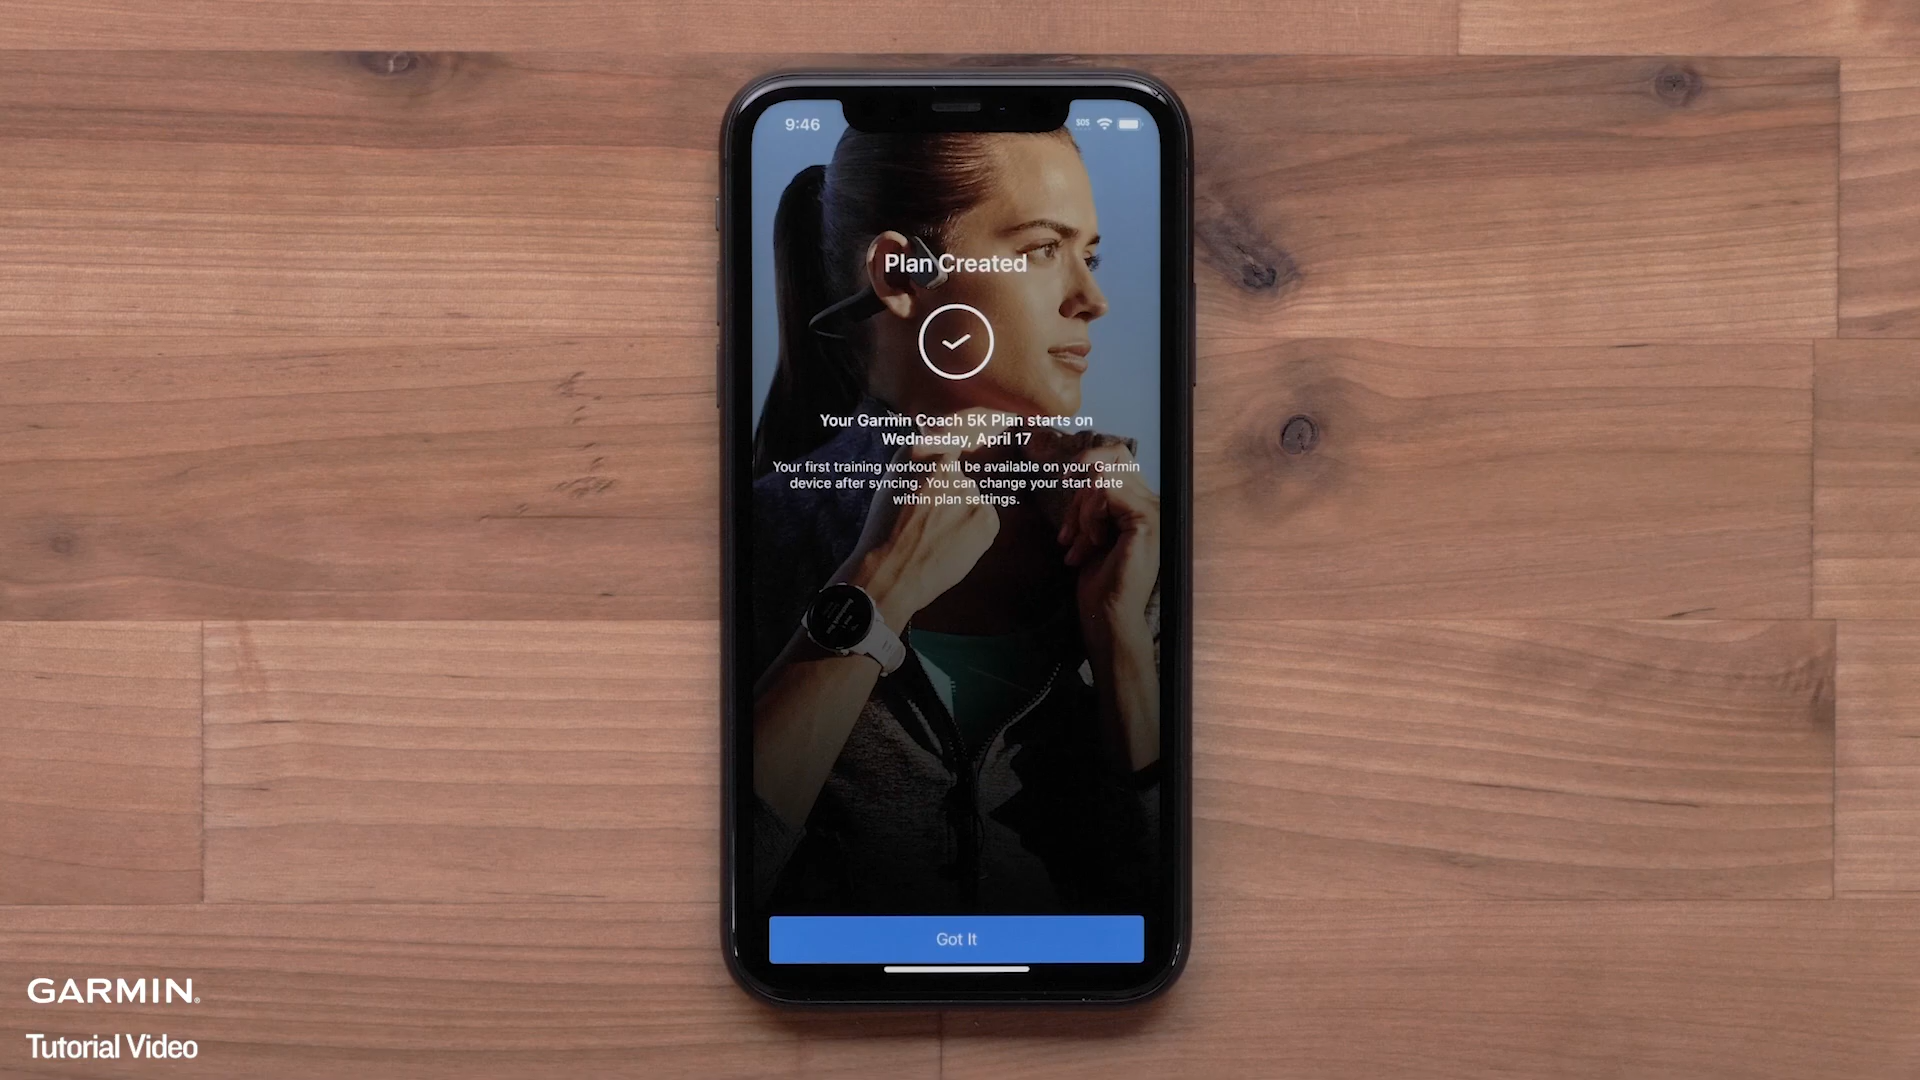 9:46
SOS
Plan Created
Your Garmin Coach 5K Plan starts on
Wednesday, April 17
Your first training workout will be available on your Garmin
device after syncing. You can change your start date
within plan settings.
Got It
GARMIN®
Tutorial Video